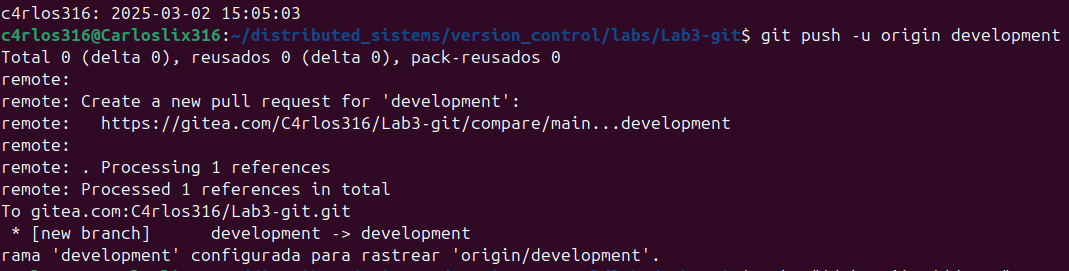 c4rlos316: 2025-03-02 15:05:03
c4rlos316@Carloslix316:~/distributed_sistems/version_control/labs/Lab3-git$ git push -u origin development
Total 0 (delta 0), reusados 0 (delta 0), pack-reusados 0
remote:
remote: Create a new pull request for 'development':
remote:   https://gitea.com/C4rlos316/Lab3-git/compare/main...development
remote:
remote: . Processing 1 references
remote: Processed 1 references in total
To gitea.com:C4rlos316/Lab3-git.git
 * [new branch]      development -> development
rama 'development' configurada para rastrear 'origin/development'.